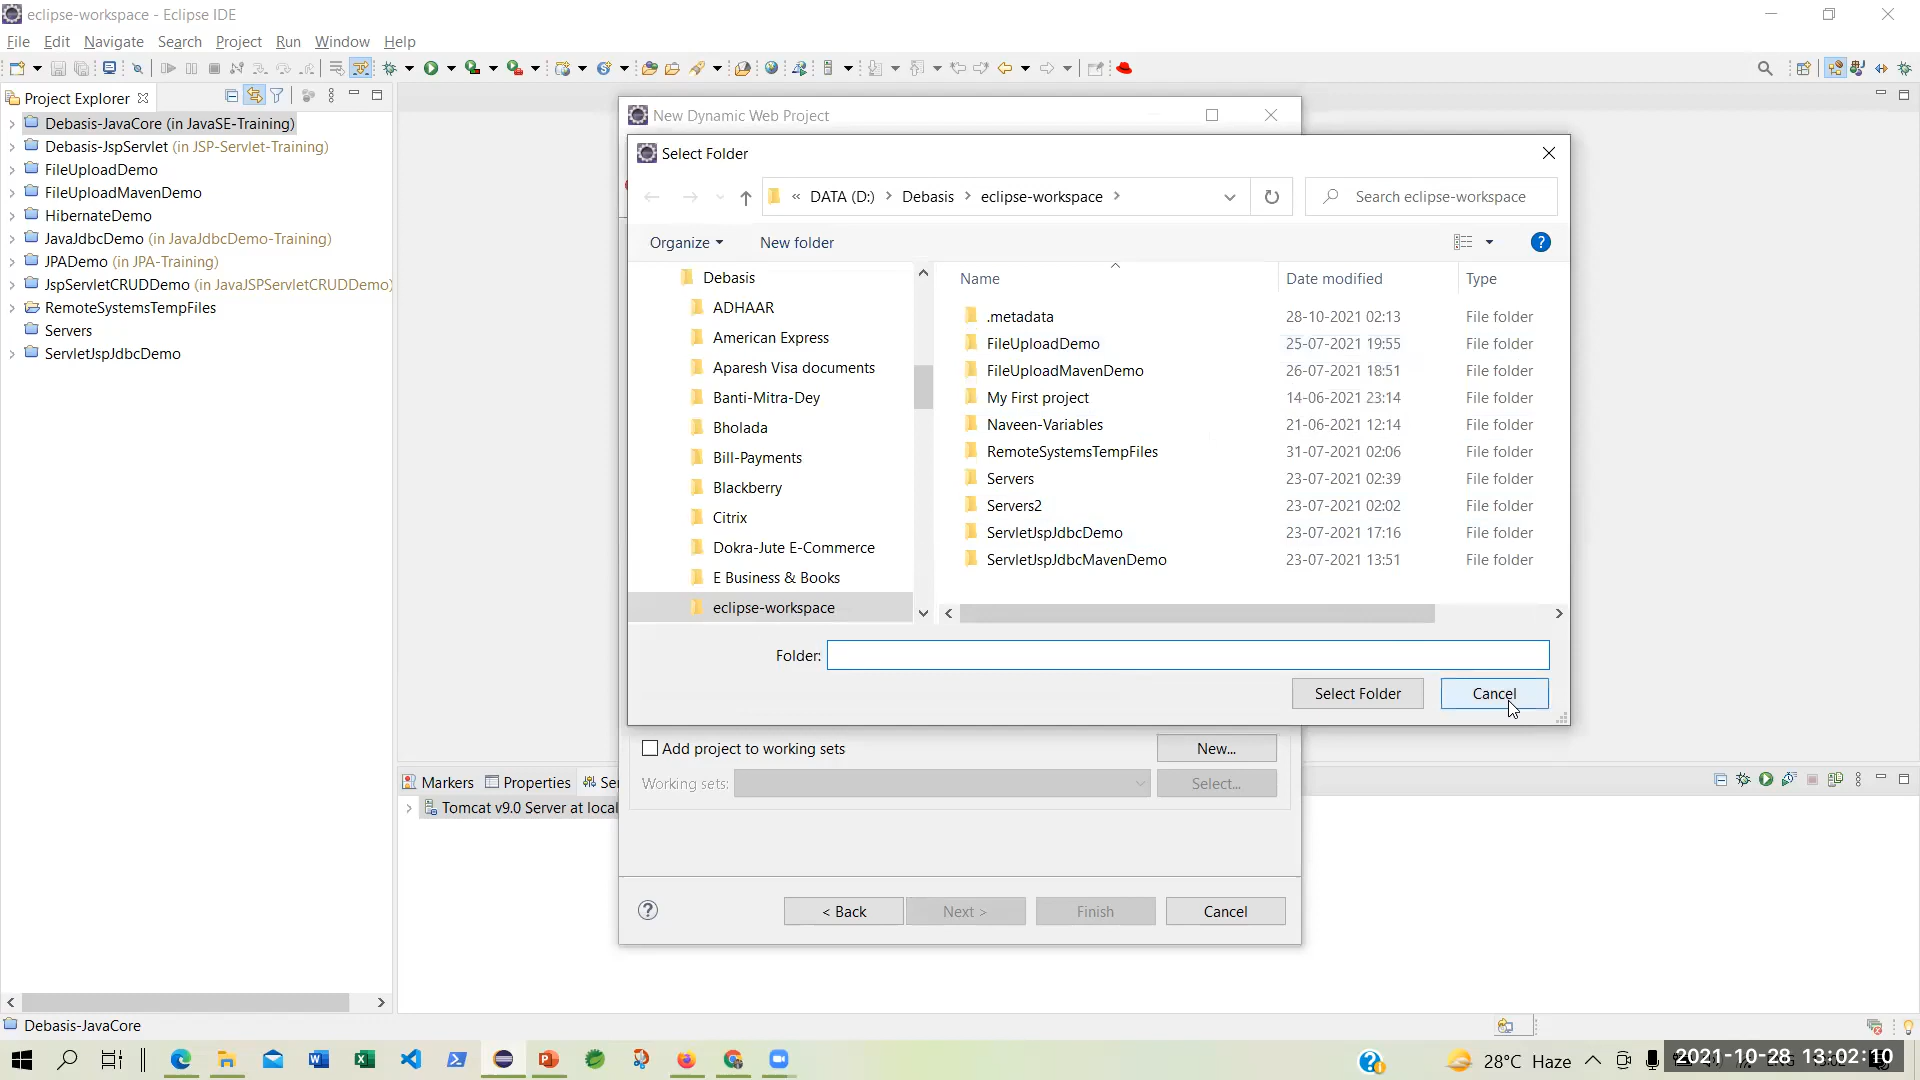 eclipse-workspace - Eclipse IDE
File Edit Navigate Search Project Run Window Help
Project Explorer
Debasis-JavaCore (in JavaSE-Training)
Debasis-JspServlet (in JSP-Servlet-Training)
FileUploadDemo
FileUploadMavenDemo
HibernateDemo
JavaJdbcDemo (in JavaJdbcDemo-Training)
JPADemo (in JPA-Training)
JspServletCRUDDemo (in JavaJSPServletCRUDDemo)
RemoteSystemsTempFiles
Servers
ServletJspJdbcDemo
New Dynamic Web Project
Select Folder
« DATA (D:) > Debasis > eclipse-workspace >
Search eclipse-workspace
Organize
New folder
Debasis
ADHAAR
American Express
Aparesh Visa documents
Banti-Mitra-Dey
Bholada
Bill-Payments
Blackberry
Citrix
Dokra-Jute E-Commerce
E Business & Books
eclipse-workspace
Name Date modified Type
.metadata 28-10-2021 02:13 File folder
FileUploadDemo 25-07-2021 19:55 File folder
FileUploadMavenDemo 26-07-2021 18:51 File folder
My First project 14-06-2021 23:14 File folder
Naveen-Variables 21-06-2021 12:14 File folder
RemoteSystemsTempFiles 31-07-2021 02:06 File folder
Servers 23-07-2021 02:39 File folder
Servers2 23-07-2021 02:02 File folder
ServletJspJdbcDemo 23-07-2021 17:16 File folder
ServletJspJdbcMavenDemo 23-07-2021 13:51 File folder
Folder:
Select Folder Cancel
Add project to working sets New...
Working sets: Select...
< Back Next > Finish Cancel
Markers Properties Se
Tomcat v9.0 Server at local
Debasis-JavaCore
28°C Haze
2021-10-28 13:02:10